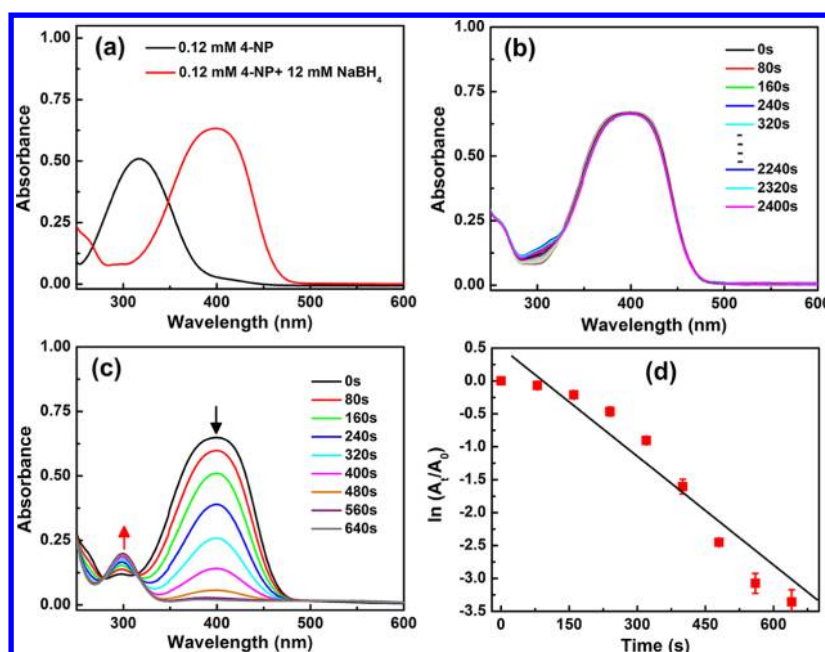 (a)
0.12 mM 4-NP
0.12 mM 4-NP+ 12 mM NaBH₄
1.00
0.75
0.50
0.25
0.00
Absorbance
300 400 500 600
Wavelength (nm)
(b)
0s
80s
160s
240s
320s
2240s
2320s
2400s
1.00
0.75
0.50
0.25
0.00
Absorbance
300 400 500 600
Wavelength (nm)
(c)
0s
80s
160s
240s
320s
400s
480s
560s
640s
1.00
0.75
0.50
0.25
0.00
Absorbance
300 400 500 600
Wavelength (nm)
(d)
0.5
0.0
-0.5
-1.0
-1.5
-2.0
-2.5
-3.0
-3.5
ln (Aₜ/A₀)
0 150 300 450 600
Time (s)